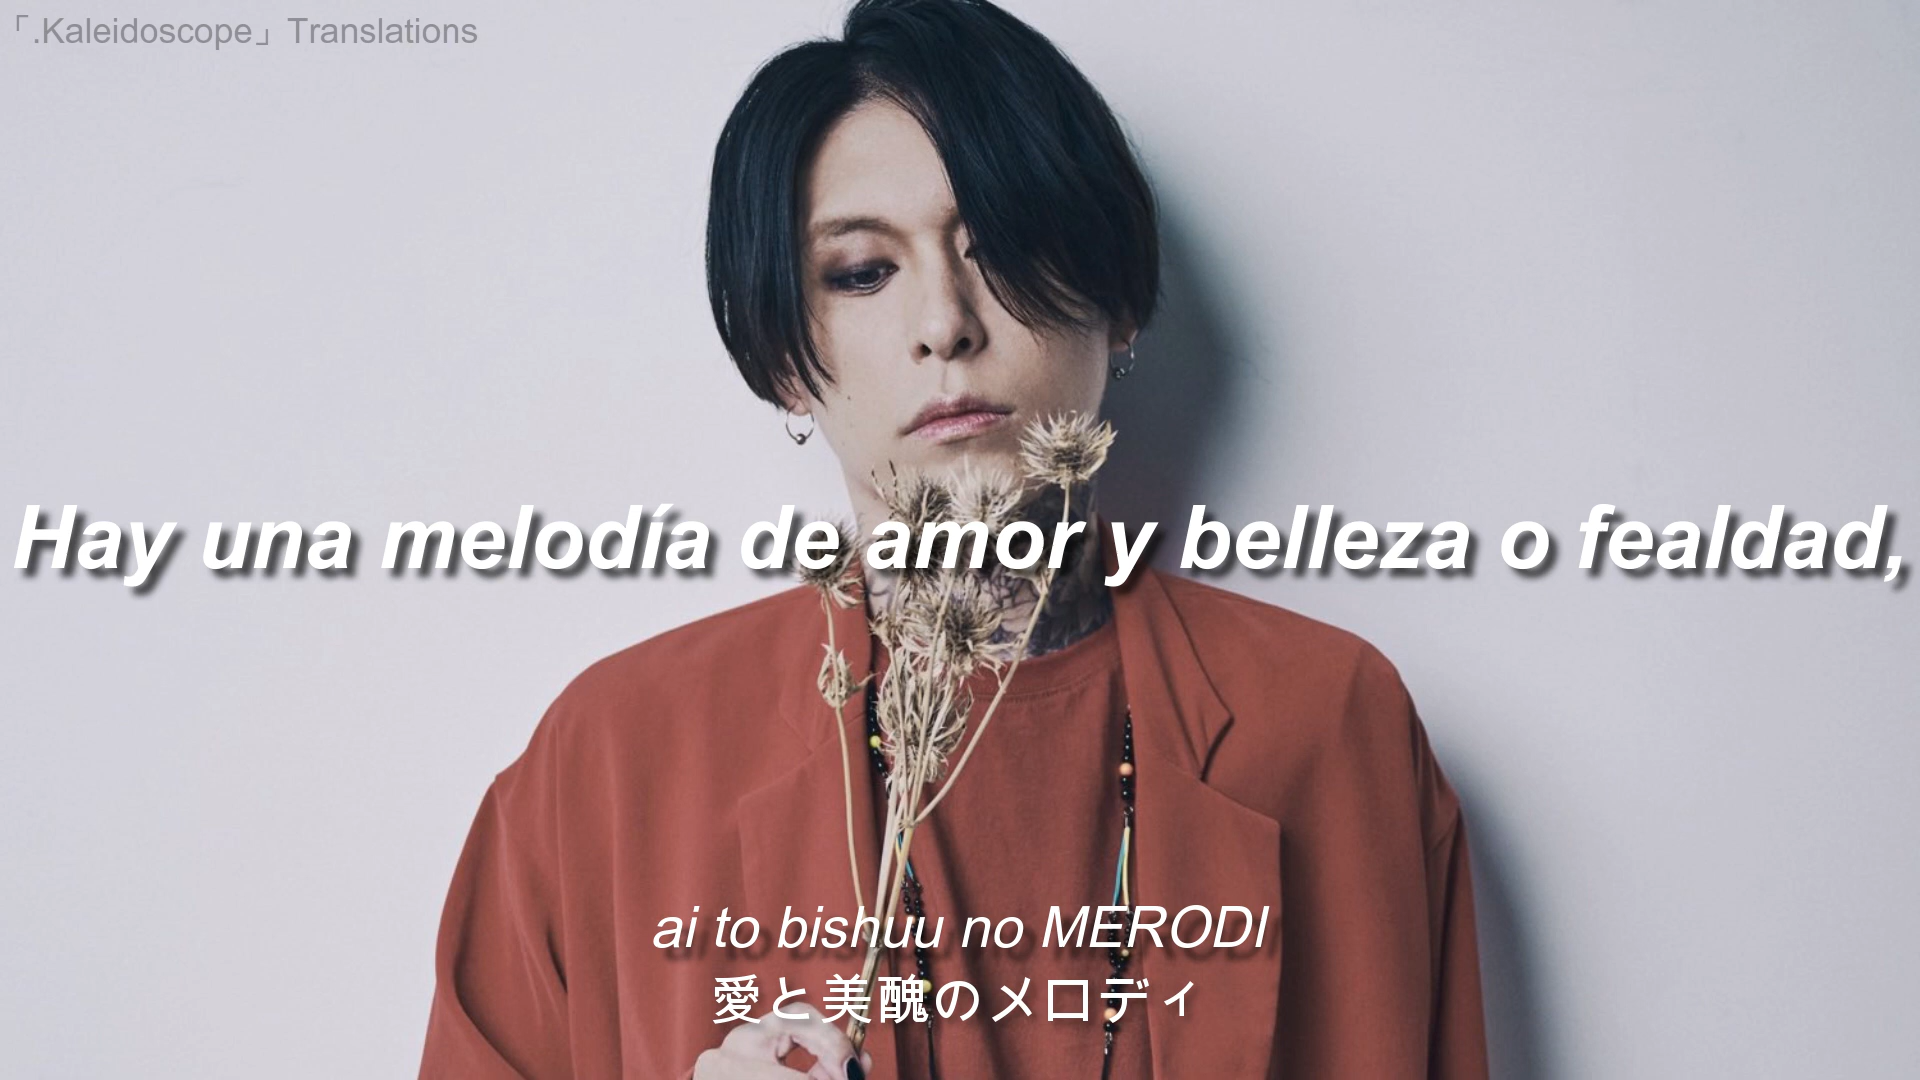 「.Kaleidoscope」Translations
Hay una melodía de amor y belleza o fealdad,
ai to bishuu no MERODI
愛と美醜のメロディ